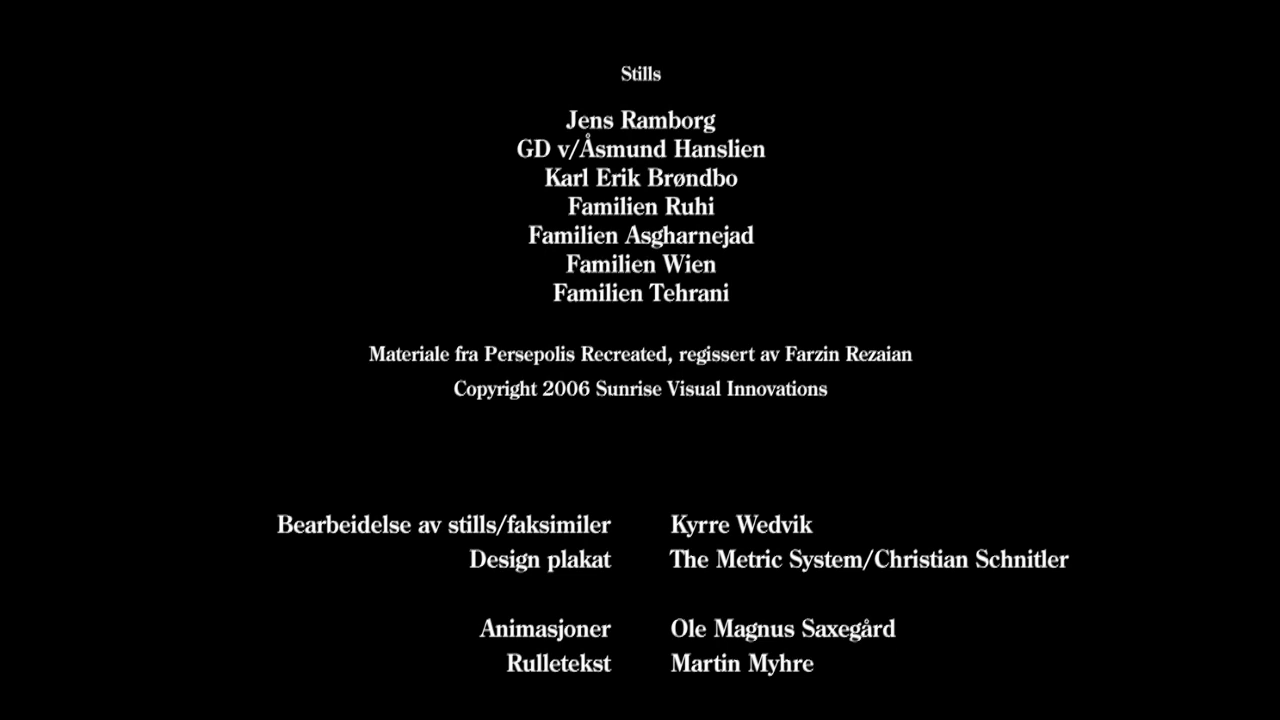 Stills
Jens Ramborg
GD v/Åsmund Hanslien
Karl Erik Brøndbo
Familien Ruhi
Familien Asgharnejad
Familien Wien
Familien Tehrani
Materiale fra Persepolis Recreated, regissert av Farzin Rezaian
Copyright 2006 Sunrise Visual Innovations
Bearbeidelse av stills/faksimiler Kyrre Wedvik
Design plakat The Metric System/Christian Schnitler
Animasjoner Ole Magnus Saxegård
Rulletekst Martin Myhre